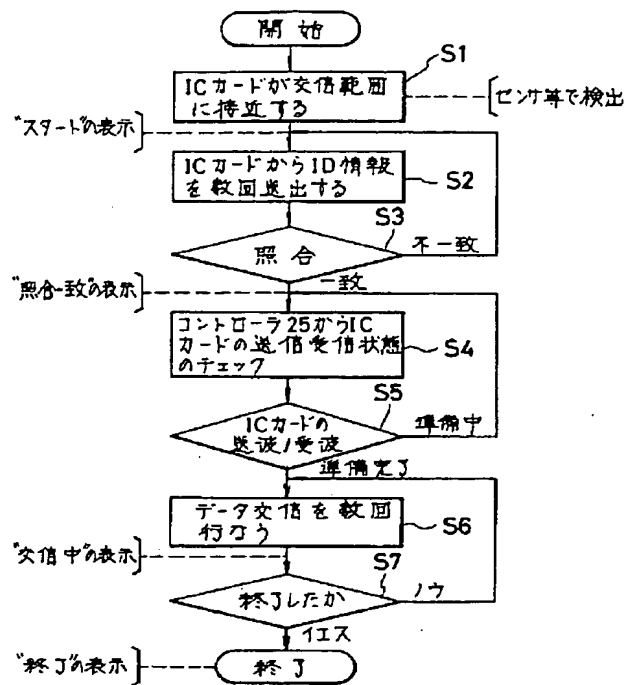 開始
S1
ICカードが交信範囲
に接近する
センサ等で検出
"スタート"の表示
ICカードからID情報
を数回送出する
S2
S3
照合
不一致
一致
"照合一致"の表示
コントローラ25からIC
カードの送信受信状態
のチェック
S4
S5
ICカードの
送波/受波
準備中
準備完了
データ交信を数回
行なう
S6
"交信中"の表示
S7
終了したか
ノウ
イエス
"終了"の表示
終了